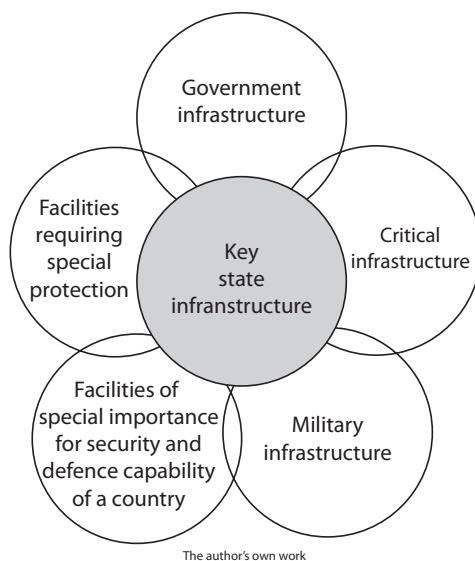 Government
infrastructure
Facilities
requiring
special
protection
Key
state
infranstructure
Critical
infrastructure
Facilities of
special importance
for security and
defence capability
of a country
Military
infrastructure
The author's own work